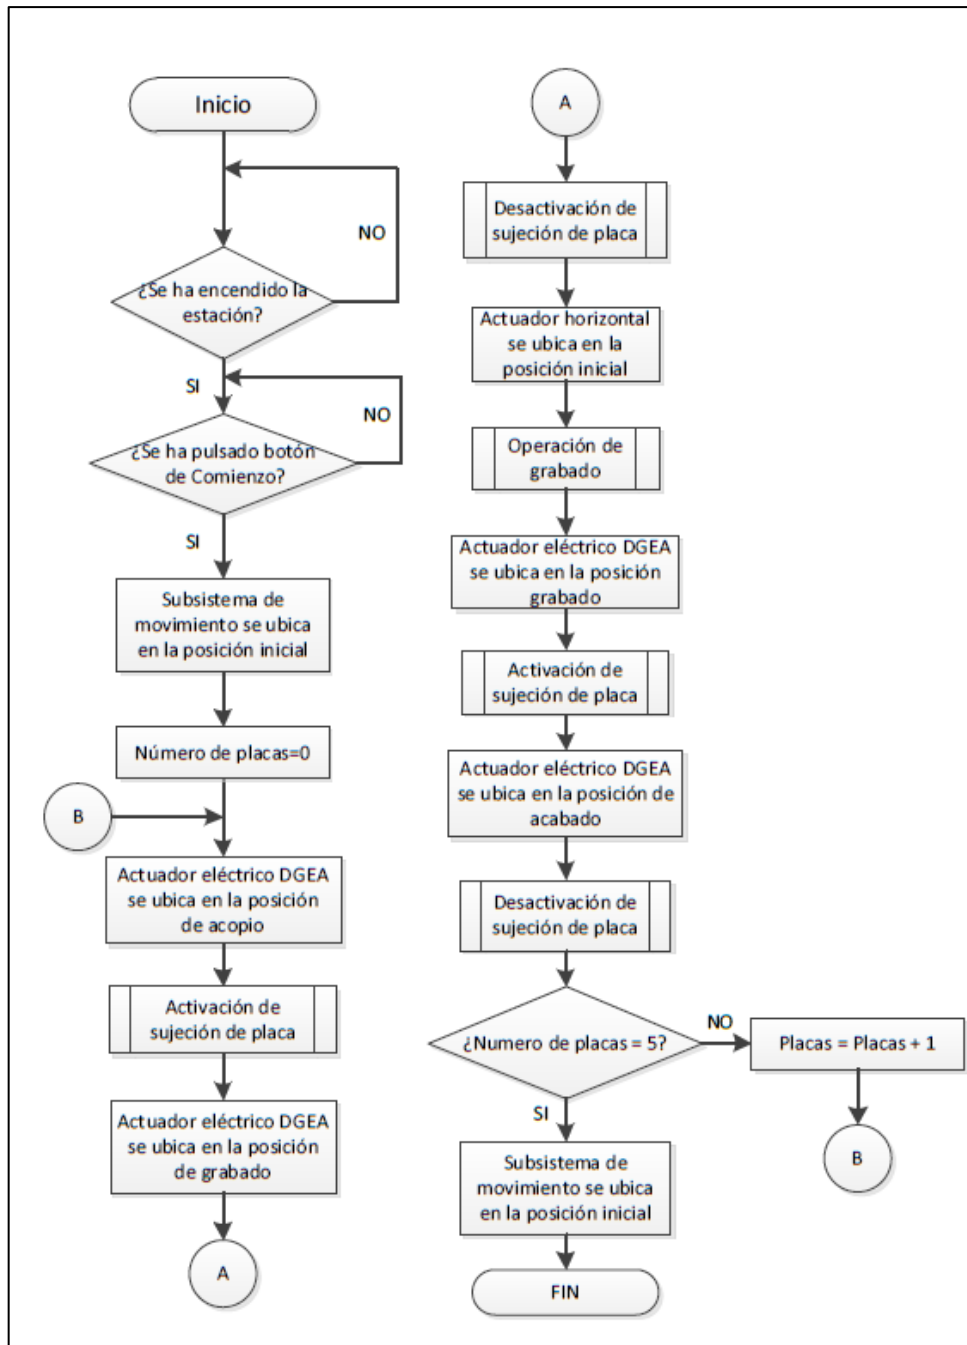 Inicio
NO
¿Se ha encendido la
estación?
SI
NO
¿Se ha pulsado botón
de Comienzo?
SI
Subsistema de
movimiento se ubica
en la posición inicial
Número de placas=0
B
Actuador eléctrico DGEA
se ubica en la posición
de acopio
Activación de
sujeción de placa
Actuador eléctrico DGEA
se ubica en la posición
de grabado
A
A
Desactivación de
sujeción de placa
Actuador horizontal
se ubica en la
posición inicial
Operación de
grabado
Actuador eléctrico DGEA
se ubica en la posición
grabado
Activación de
sujeción de placa
Actuador eléctrico DGEA
se ubica en la posición de
acabado
Desactivación de
sujeción de placa
¿Numero de placas = 5?
NO
Placas = Placas + 1
B
SI
Subsistema de
movimiento se ubica
en la posición inicial
FIN